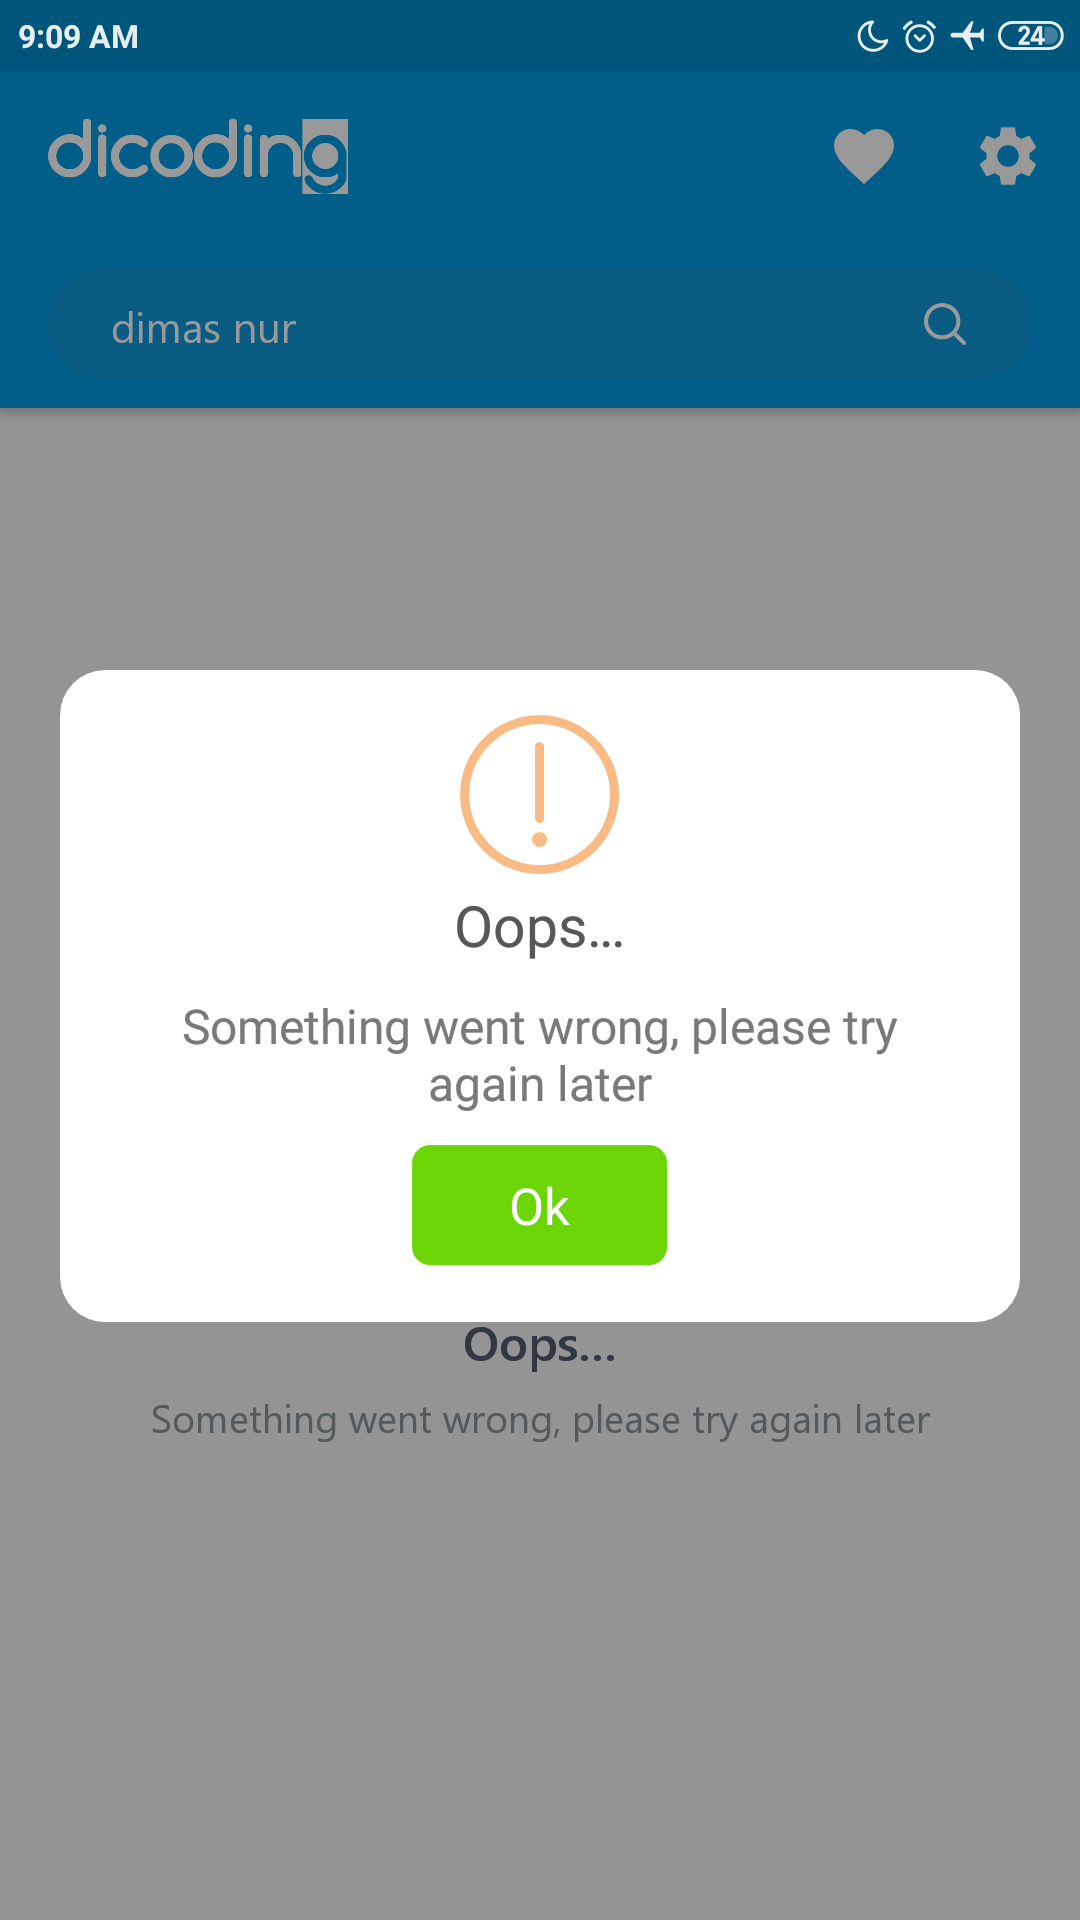 9:09 AM
24
dicoding
dimas nur
Oops...
Something went wrong, please try
again later
Ok
Oops...
Something went wrong, please try again later